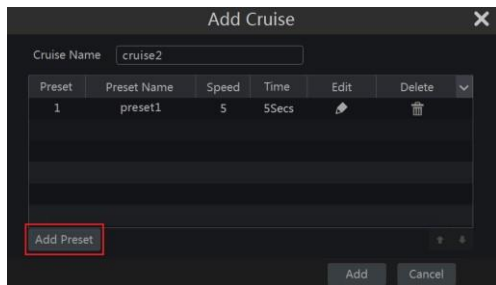 Add Cruise
Cruise Name cruise2
Preset Preset Name Speed Time Edit Delete
1 preset1 5 5Secs
Add Preset
Add Cancel